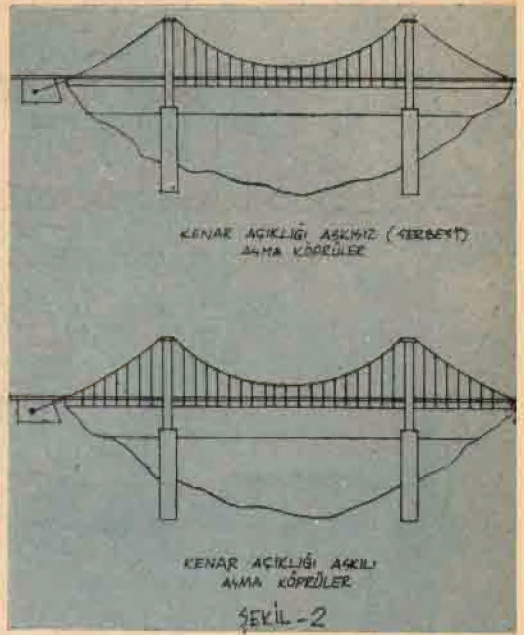 KENAR AÇIKLIĞI ASKISIZ (SERBEST)
ASMA KÖPRÜLER
KENAR AÇIKLIĞI ASKILI
ASMA KÖPRÜLER
ŞEKİL-2